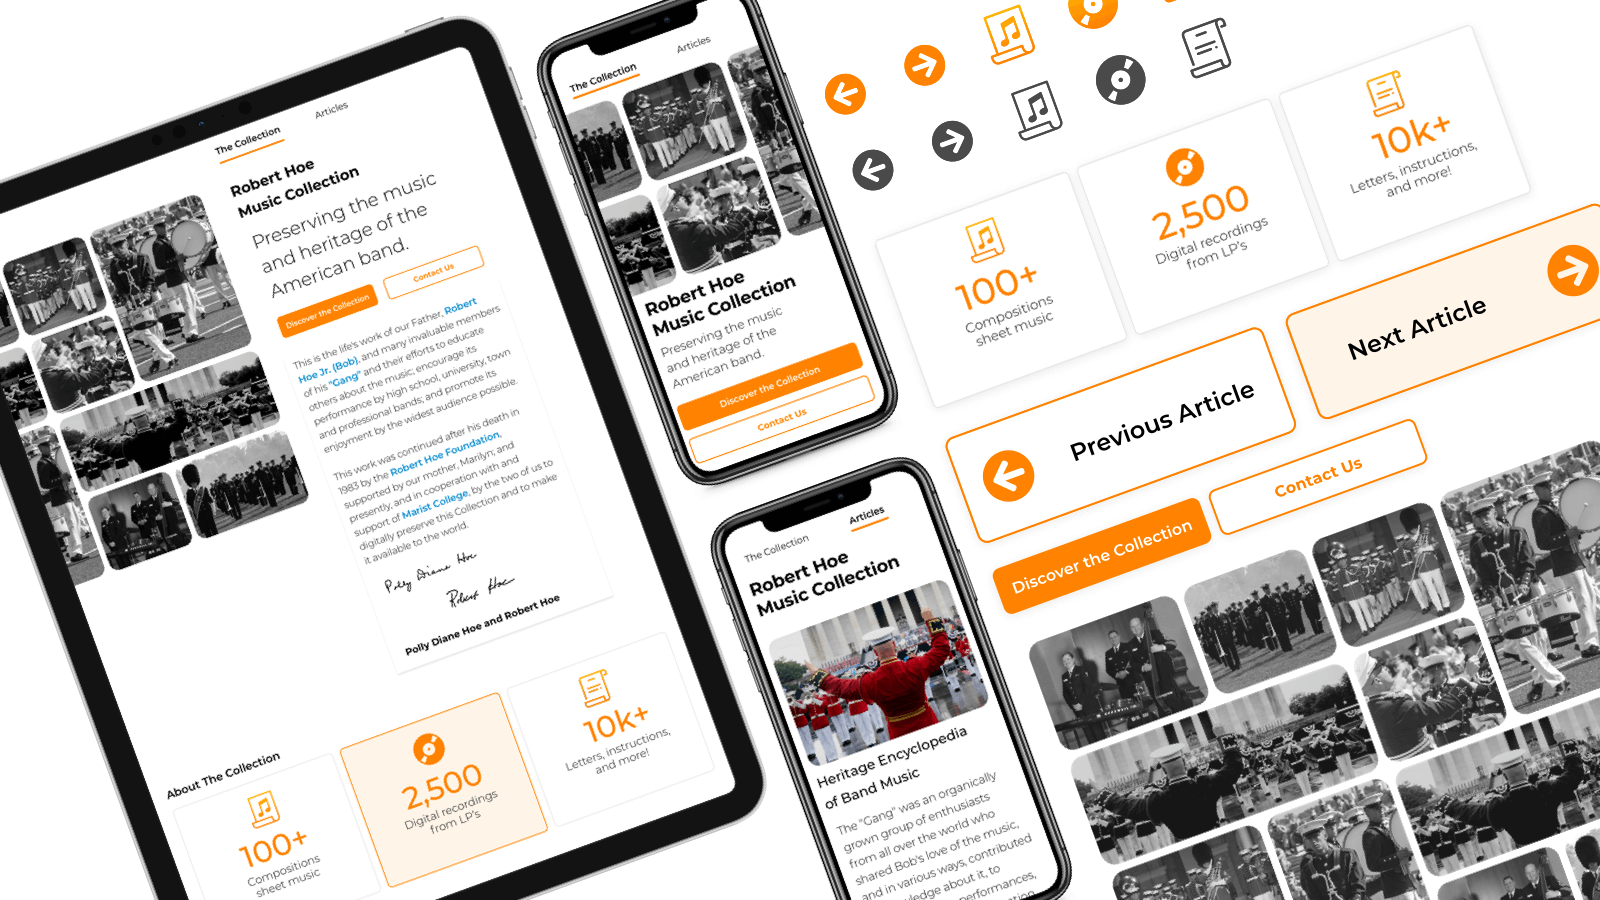 The Collection
Articles
Robert Hoe
Music Collection
Preserving the music
and heritage of the
American band.
Discover the Collection
Contact Us
This is the life's work of our Father, Robert
Hoe Jr. (Bob), and many invaluable members
of his "Gang" and their efforts to educate
others about the music; encourage its
performance by high school, university, town
and professional bands; and promote its
enjoyment by the widest audience possible.
This work was continued after his death in
1983 by the Robert Hoe Foundation,
supported by our mother, Marilyn; and
presently, and in cooperation with and
support of Marist College, by the two of us to
digitally preserve this Collection and to make
it available to the world.
Polly Diane Hoe
Robert Hoe
Polly Diane Hoe and Robert Hoe
About The Collection
100+
Compositions
sheet music
2,500
Digital recordings
from LP's
10k+
Letters, instructions,
and more!
The Collection
Articles
Robert Hoe
Music Collection
Preserving the music
and heritage of the
American band.
Discover the Collection
Contact Us
The Collection
Articles
Robert Hoe
Music Collection
Heritage Encyclopedia
of Band Music
The "Gang" was an organically
grown group of enthusiasts
from all over the world who
shared Bob's love of the music,
and in various ways, contributed
about it, to
performances,
100+
Compositions
sheet music
2,500
Digital recordings
from LP's
10k+
Letters, instructions,
and more!
Previous Article
Next Article
Discover the Collection
Contact Us